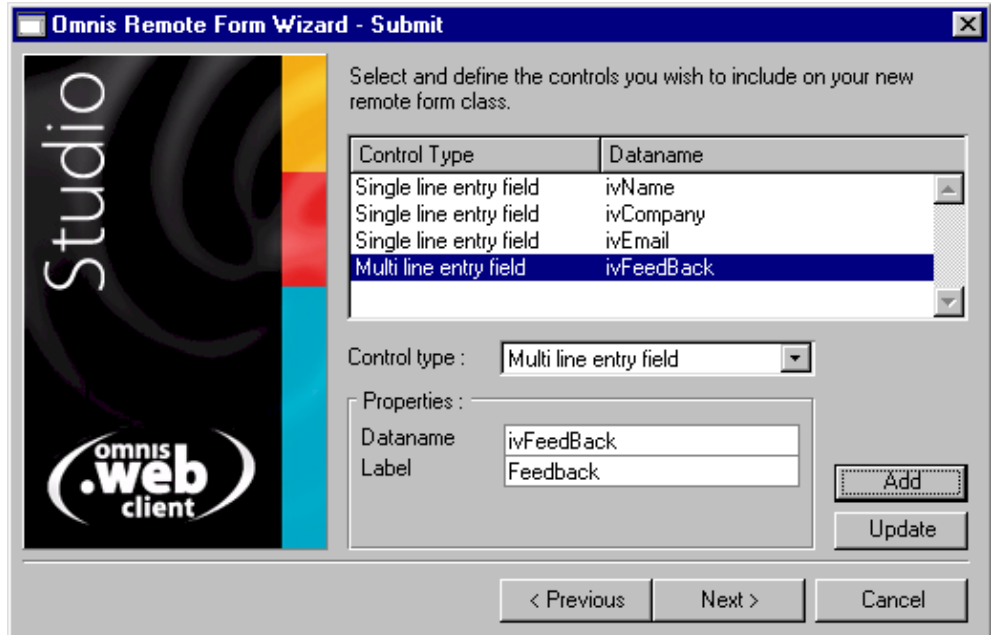 Omnis Remote Form Wizard - Submit
Studio
omnis
.web
client
Select and define the controls you wish to include on your new
remote form class.
Control Type Dataname
Single line entry field ivName
Single line entry field ivCompany
Single line entry field ivEmail
Multi line entry field ivFeedBack
Control type : Multi line entry field
Properties :
Dataname ivFeedBack
Label Feedback
Add
Update
< Previous Next > Cancel